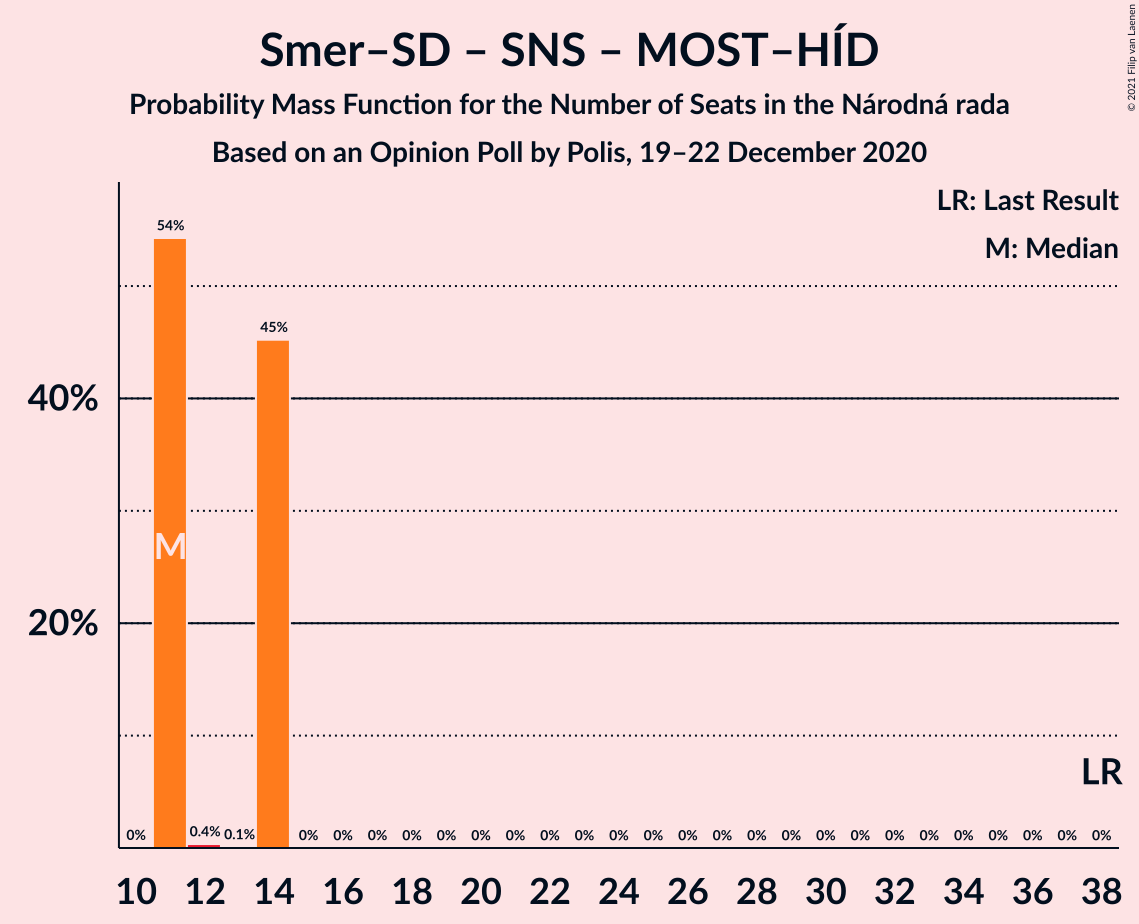 Smer–SD – SNS – MOST–HÍD
Probability Mass Function for the Number of Seats in the Národná rada
Based on an Opinion Poll by Polis, 19–22 December 2020
© 2021 Filip van Laenen
LR: Last Result
M: Median
54%
45%
40%
M
20%
LR
0% 0.4% 0.1% 0% 0% 0% 0% 0% 0% 0% 0% 0% 0% 0% 0% 0% 0% 0% 0% 0% 0% 0% 0% 0% 0% 0% 0%
10 12 14 16 18 20 22 24 26 28 30 32 34 36 38